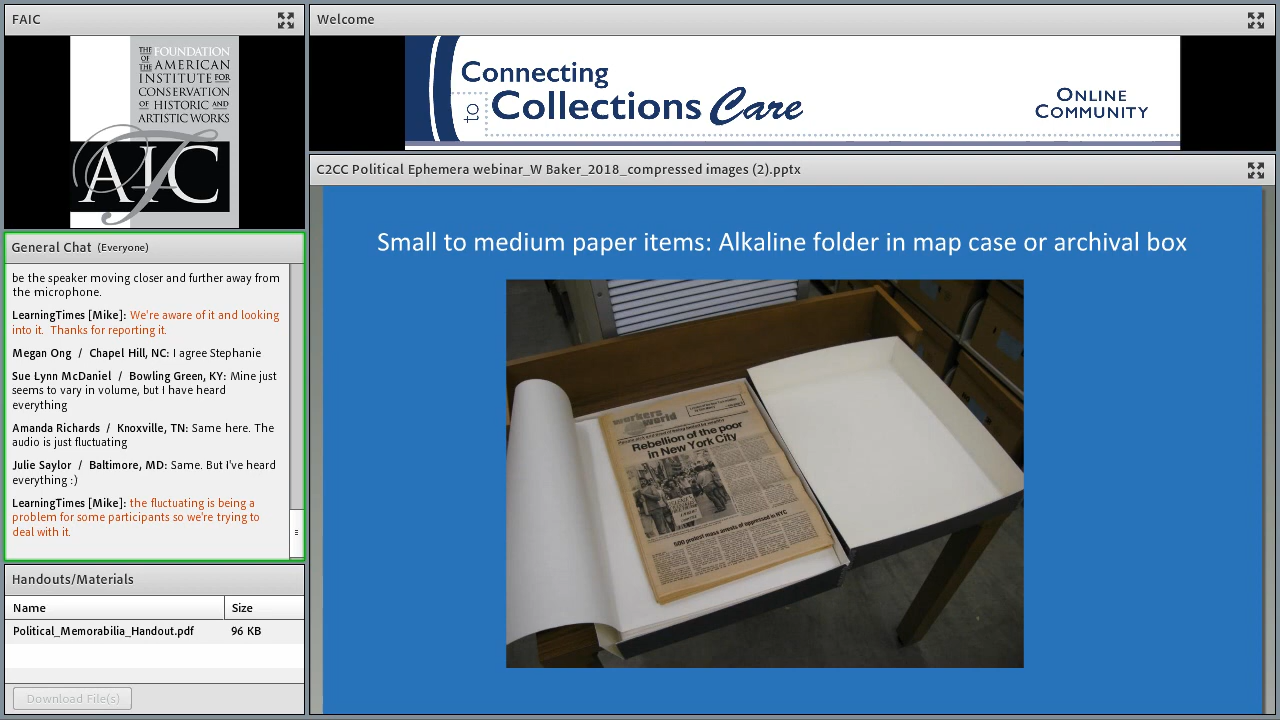 FAIC
THE FOUNDATION
OF THE AMERICAN
INSTITUTE FOR
CONSERVATION
OF HISTORIC AND
ARTISTIC WORKS
AIC
General Chat (Everyone)
be the speaker moving closer and further away from
the microphone.
LearningTimes [Mike]: We're aware of it and looking
into it. Thanks for reporting it.
Megan Ong / Chapel Hill, NC: I agree Stephanie
Sue Lynn McDaniel / Bowling Green, KY: Mine just
seems to vary in volume, but I have heard
everything
Amanda Richards / Knoxville, TN: Same here. The
audio is just fluctuating
Julie Saylor / Baltimore, MD: Same. But I've heard
everything :)
LearningTimes [Mike]: the fluctuating is being a
problem for some participants so we're trying to
deal with it.
Handouts/Materials
Name Size
Political_Memorabilia_Handout.pdf 96 KB
Download File(s)
Welcome
Connecting
to Collections Care
ONLINE
COMMUNITY
C2CC Political Ephemera webinar_W Baker_2018_compressed images (2).pptx
Small to medium paper items: Alkaline folder in map case or archival box
workers
world
Rebellion of the poor
in New York City
500 protest mass arrests of oppressed in NYC